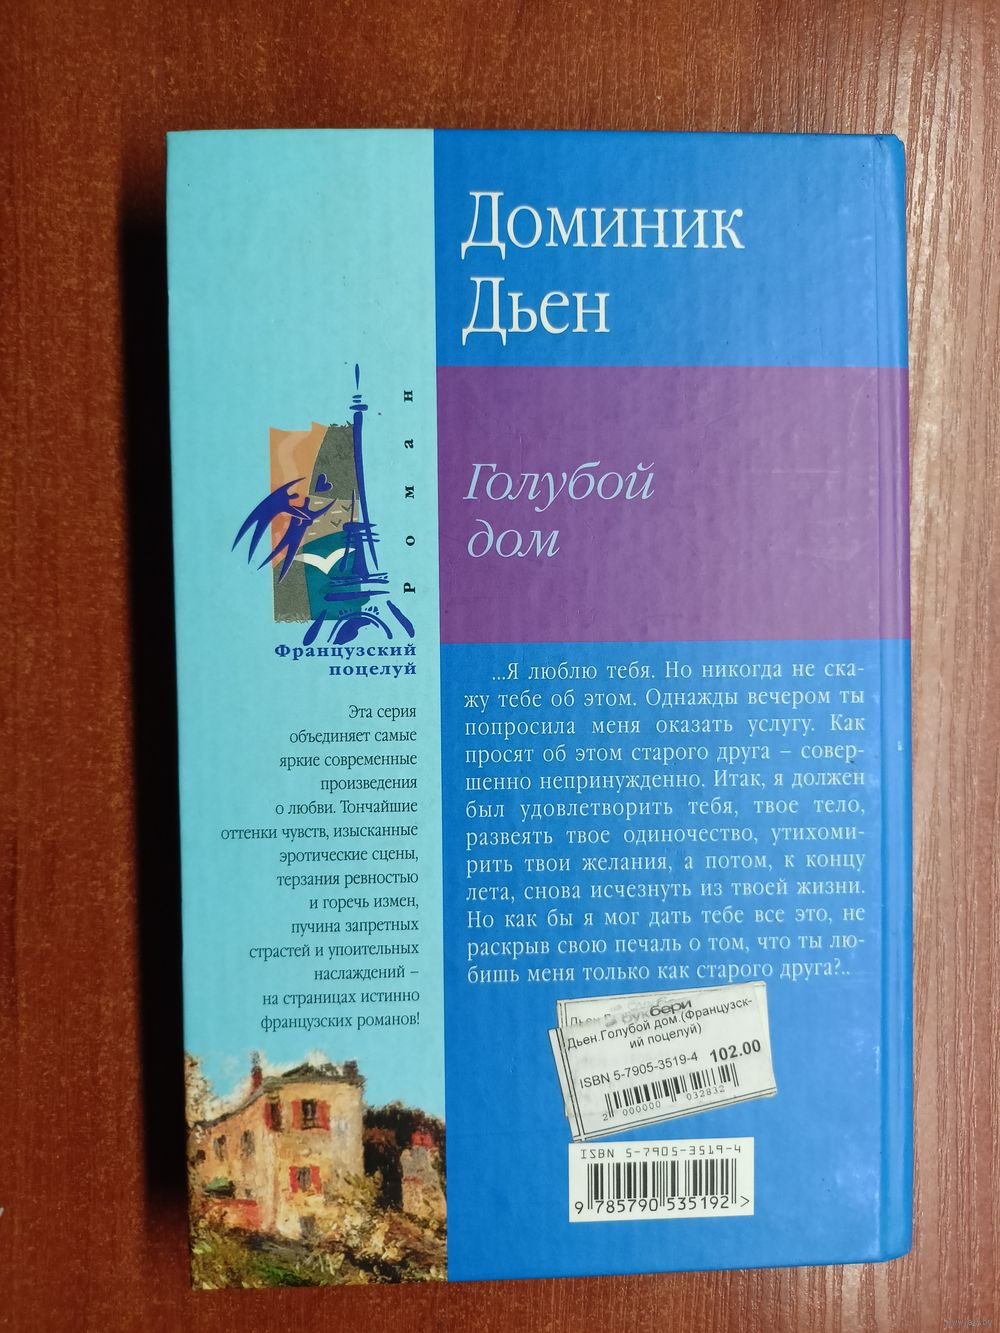 Доминик
Дьен
Голубой
дом
Роман
Французский
поцелуй
Эта серия
объединяет самые
яркие современные
произведения
о любви. Тончайшие
оттенки чувств, изысканные
эротические сцены,
терзания ревностью
и горечь измен,
пучина запретных
страстей и упоительных
наслаждений –
на страницах истинно
французских романов!
...Я люблю тебя. Но никогда не ска-
жу тебе об этом. Однажды вечером ты
попросила меня оказать услугу. Как
просят об этом старого друга – совер-
шенно непринужденно. Итак, я должен
был удовлетворить тебя, твое тело,
развеять твое одиночество, утихоми-
рить твои желания, а потом, к концу
лета, снова исчезнуть из твоей жизни.
Но как бы я мог дать тебе все это, не
раскрыв свою печаль о том, что ты лю-
бишь меня только как старого друга?..
букбери
Дьен.Голубой дом.(Французск-
ий поцелуй)
ISBN 5-7905-3519-4 102.00
2 000000 032832
ISBN 5-7905-3519-4
9 785790 535192 >